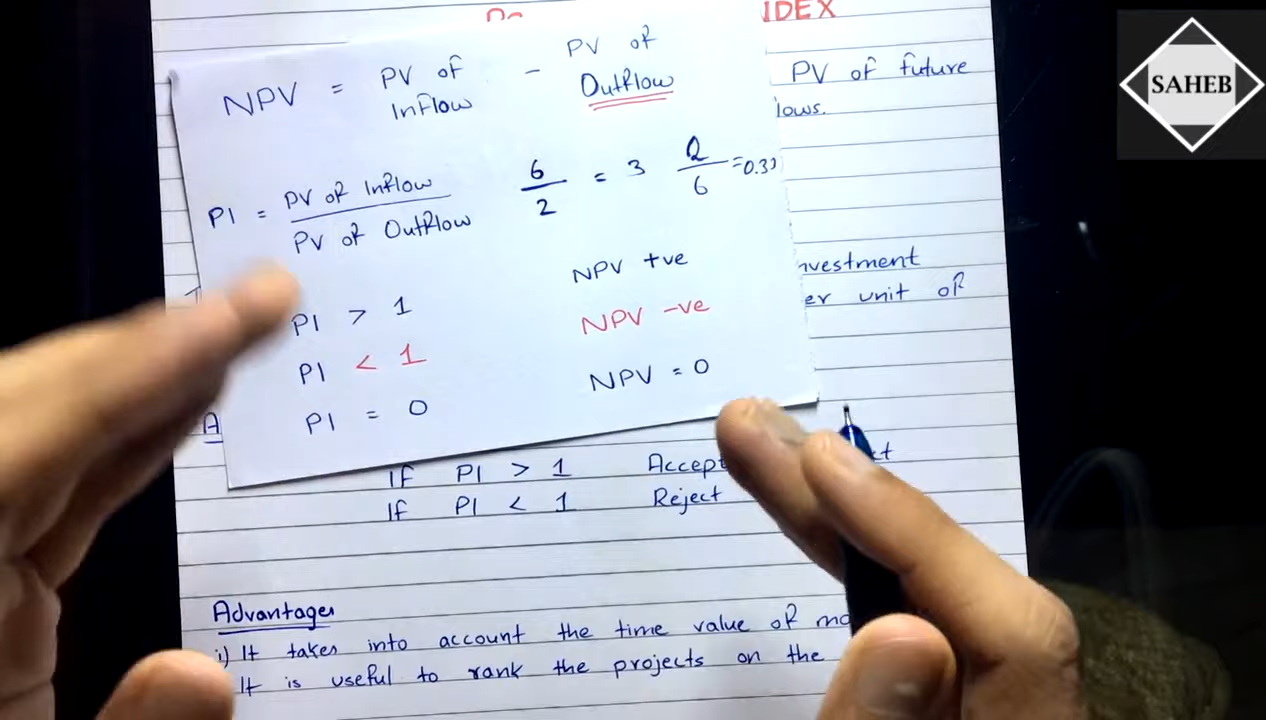 INDEX
NPV = PV of Inflow - PV of Outflow
PV of future
lows.
PI = PV of Inflow / PV of Outflow
6/2 = 3
2/6 = 0.33
NPV +ve
nvestment
er unit of
PI > 1
NPV -ve
PI < 1
NPV = 0
PI = 0
A
If PI > 1 Accept
If PI < 1 Reject
Advantages
i) It takes into account the time value of mo
It is useful to rank the projects on the
SAHEB